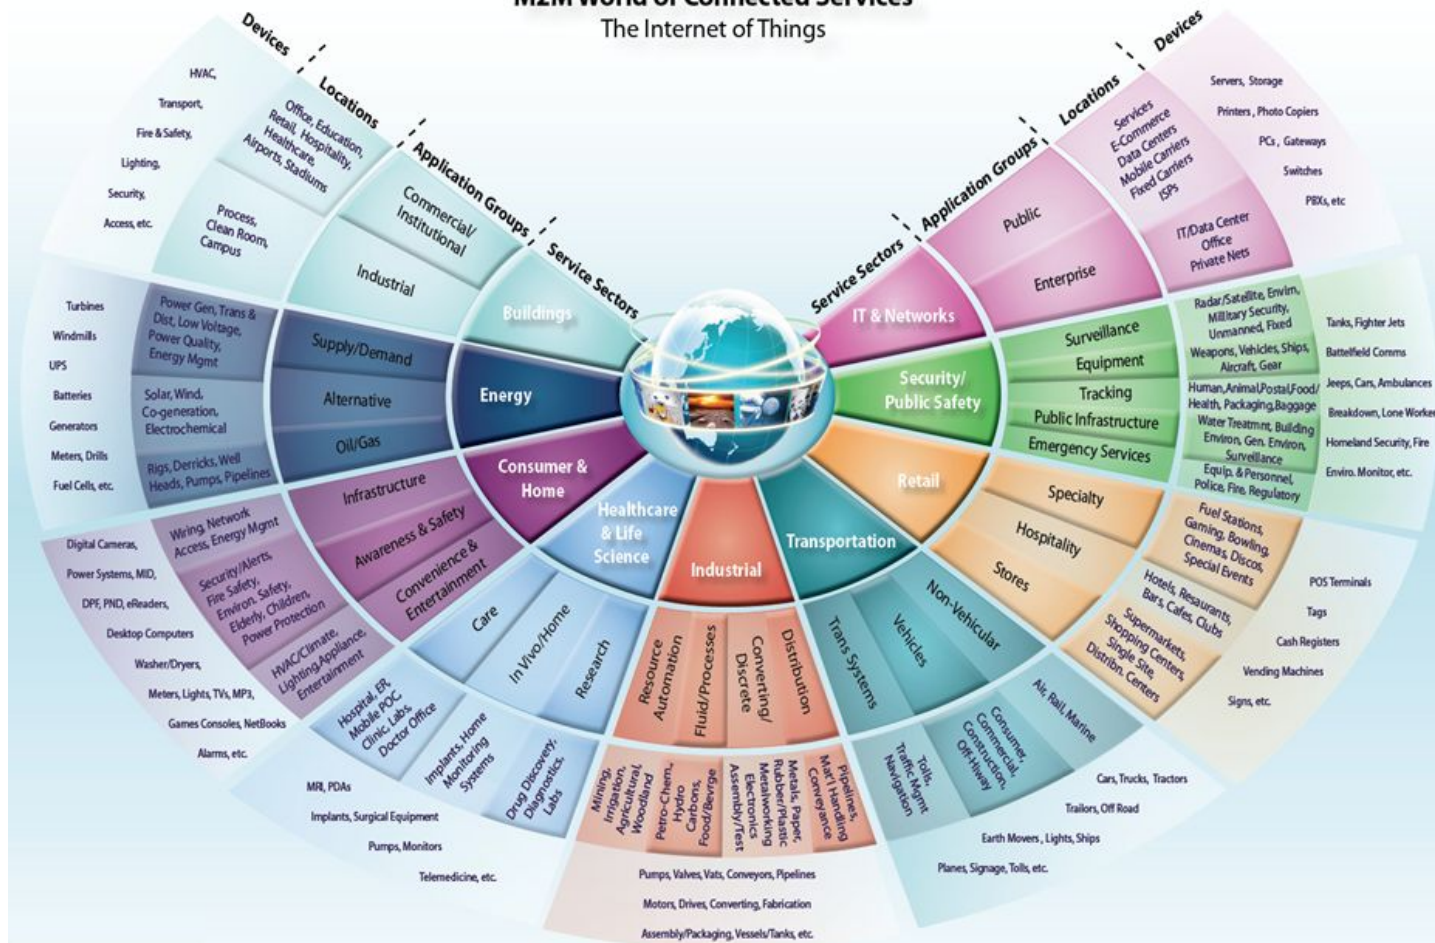 M2M World of Connected Services
The Internet of Things
Devices
Locations
Application Groups
Service Sectors
Service Sectors
Application Groups
Locations
Devices
Buildings
Commercial/
Institutional
Industrial
Office, Education,
Retail, Hospitality,
Healthcare,
Airports, Stadiums
Process,
Clean Room,
Campus
HVAC,
Transport,
Fire & Safety,
Lighting,
Security,
Access, etc.
Energy
Supply/Demand
Alternative
Oil/Gas
Power Gen, Trans &
Dist, Low Voltage,
Power Quality,
Energy Mgmt
Solar, Wind,
Co-generation,
Electrochemical
Rigs, Derricks, Well
Heads, Pumps, Pipelines
Turbines
Windmills
UPS
Batteries
Generators
Meters, Drills
Fuel Cells, etc.
Consumer &
Home
Infrastructure
Awareness & Safety
Convenience &
Entertainment
Wiring, Network
Access, Energy Mgmt
Security/Alerts,
Fire Safety,
Environ. Safety,
Elderly, Children,
Power Protection
HVAC/Climate,
Lighting,Appliance,
Entertainment
Digital Cameras,
Power Systems, MID,
DPF, PND, eReaders,
Desktop Computers
Washer/Dryers,
Meters, Lights, TVs, MP3,
Games Consoles, NetBooks
Alarms, etc.
Healthcare
& Life
Science
Care
In Vivo/Home
Research
Hospital, ER,
Mobile POC,
Clinic, Labs,
Doctor Office
Implants, Home
Monitoring
Systems
Drug Discovery,
Diagnostics,
Labs
MRI, PDAs
Implants, Surgical Equipment
Pumps, Monitors
Telemedicine, etc.
Industrial
Resource
Automation
Fluid/Processes
Converting/
Discrete
Distribution
Mining,
Irrigation,
Agricultural,
Woodland
Petro-Chem.,
Hydro
Carbons,
Food/Bevrge
Metals, Paper,
Rubber/Plastic
Metalworking
Electronics
Assembly/Test
Pipelines,
Mat'l Handling
Conveyance
Pumps, Valves, Vats, Conveyors, Pipelines
Motors, Drives, Converting, Fabrication
Assembly/Packaging, Vessels/Tanks, etc.
Transportation
Trans Systems
Vehicles
Non-Vehicular
Tolls,
Traffic Mgmt
Navigation
Consumer,
Commercial,
Construction,
Off-Hiway
Air, Rail, Marine
Cars, Trucks, Tractors
Trailors, Off Road
Earth Movers, Lights, Ships
Planes, Signage, Tolls, etc.
Retail
Specialty
Hospitality
Stores
Fuel Stations,
Gaming, Bowling,
Cinemas, Discos,
Special Events
Hotels, Resaurants,
Bars, Cafes, Clubs
Supermarkets,
Shopping Centers,
Single Site,
Distribn. Centers
POS Terminals
Tags
Cash Registers
Vending Machines
Signs, etc.
Security/
Public Safety
Surveillance
Equipment
Tracking
Public Infrastructure
Emergency Services
Radar/Satellite, Envirn,
Millitary Security,
Unmanned, Fixed
Weapons, Vehicles, Ships,
Aircraft, Gear
Human,Animal,Postal,Food/
Health, Packaging,Baggage
Water Treatmnt, Building
Environ, Gen. Environ,
Surveillance
Equip. & Personnel,
Police, Fire, Regulatory
Tanks, Fighter Jets
Battelfield Comms
Jeeps, Cars, Ambulances
Breakdown, Lone Worker
Homeland Security, Fire
Enviro. Monitor, etc.
IT & Networks
Public
Enterprise
Services
E-Commerce
Data Centers
Mobile Carriers
Fixed Carriers
ISPs
IT/Data Center
Office
Private Nets
Servers, Storage
Printers, Photo Copiers
PCs, Gateways
Switches
PBXs, etc